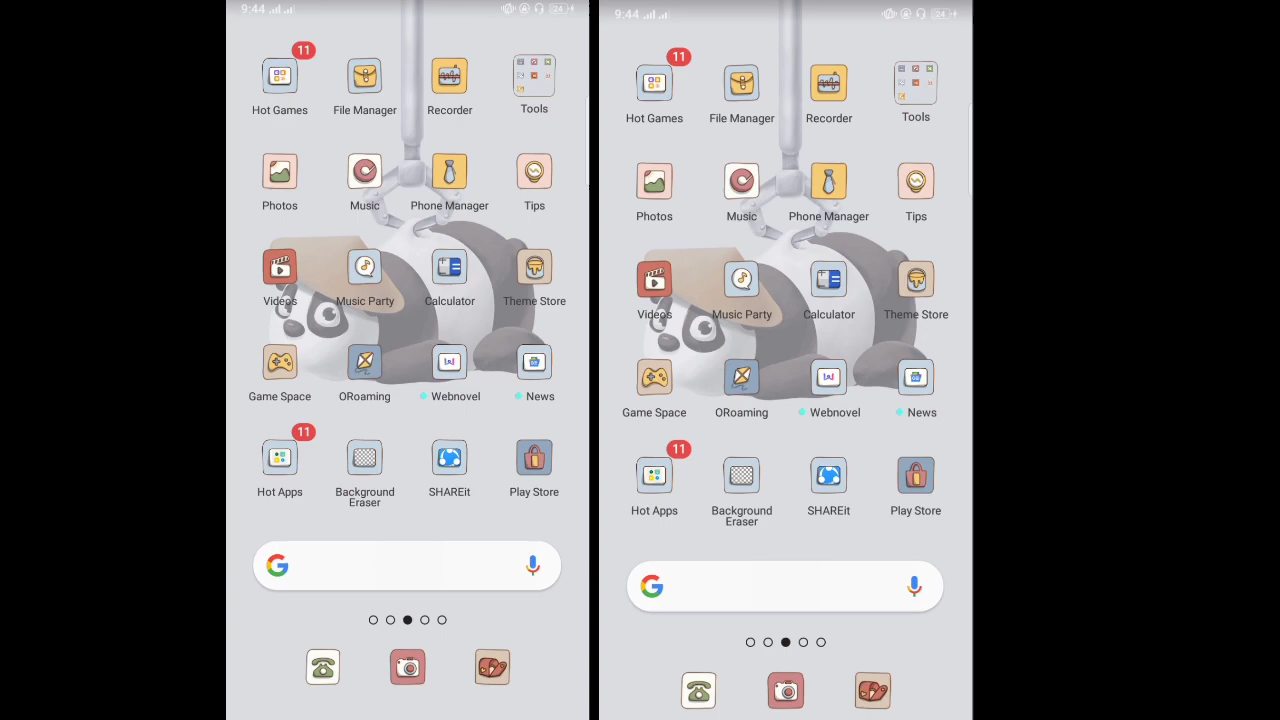 9:44
24
11
Hot Games File Manager Recorder Tools
Photos Music Phone Manager Tips
Videos Music Party Calculator Theme Store
Game Space ORoaming Webnovel News
11
Hot Apps Background Eraser SHAREit Play Store
G
9:44
24
11
Hot Games File Manager Recorder Tools
Photos Music Phone Manager Tips
Videos Music Party Calculator Theme Store
Game Space ORoaming Webnovel News
11
Hot Apps Background Eraser SHAREit Play Store
G